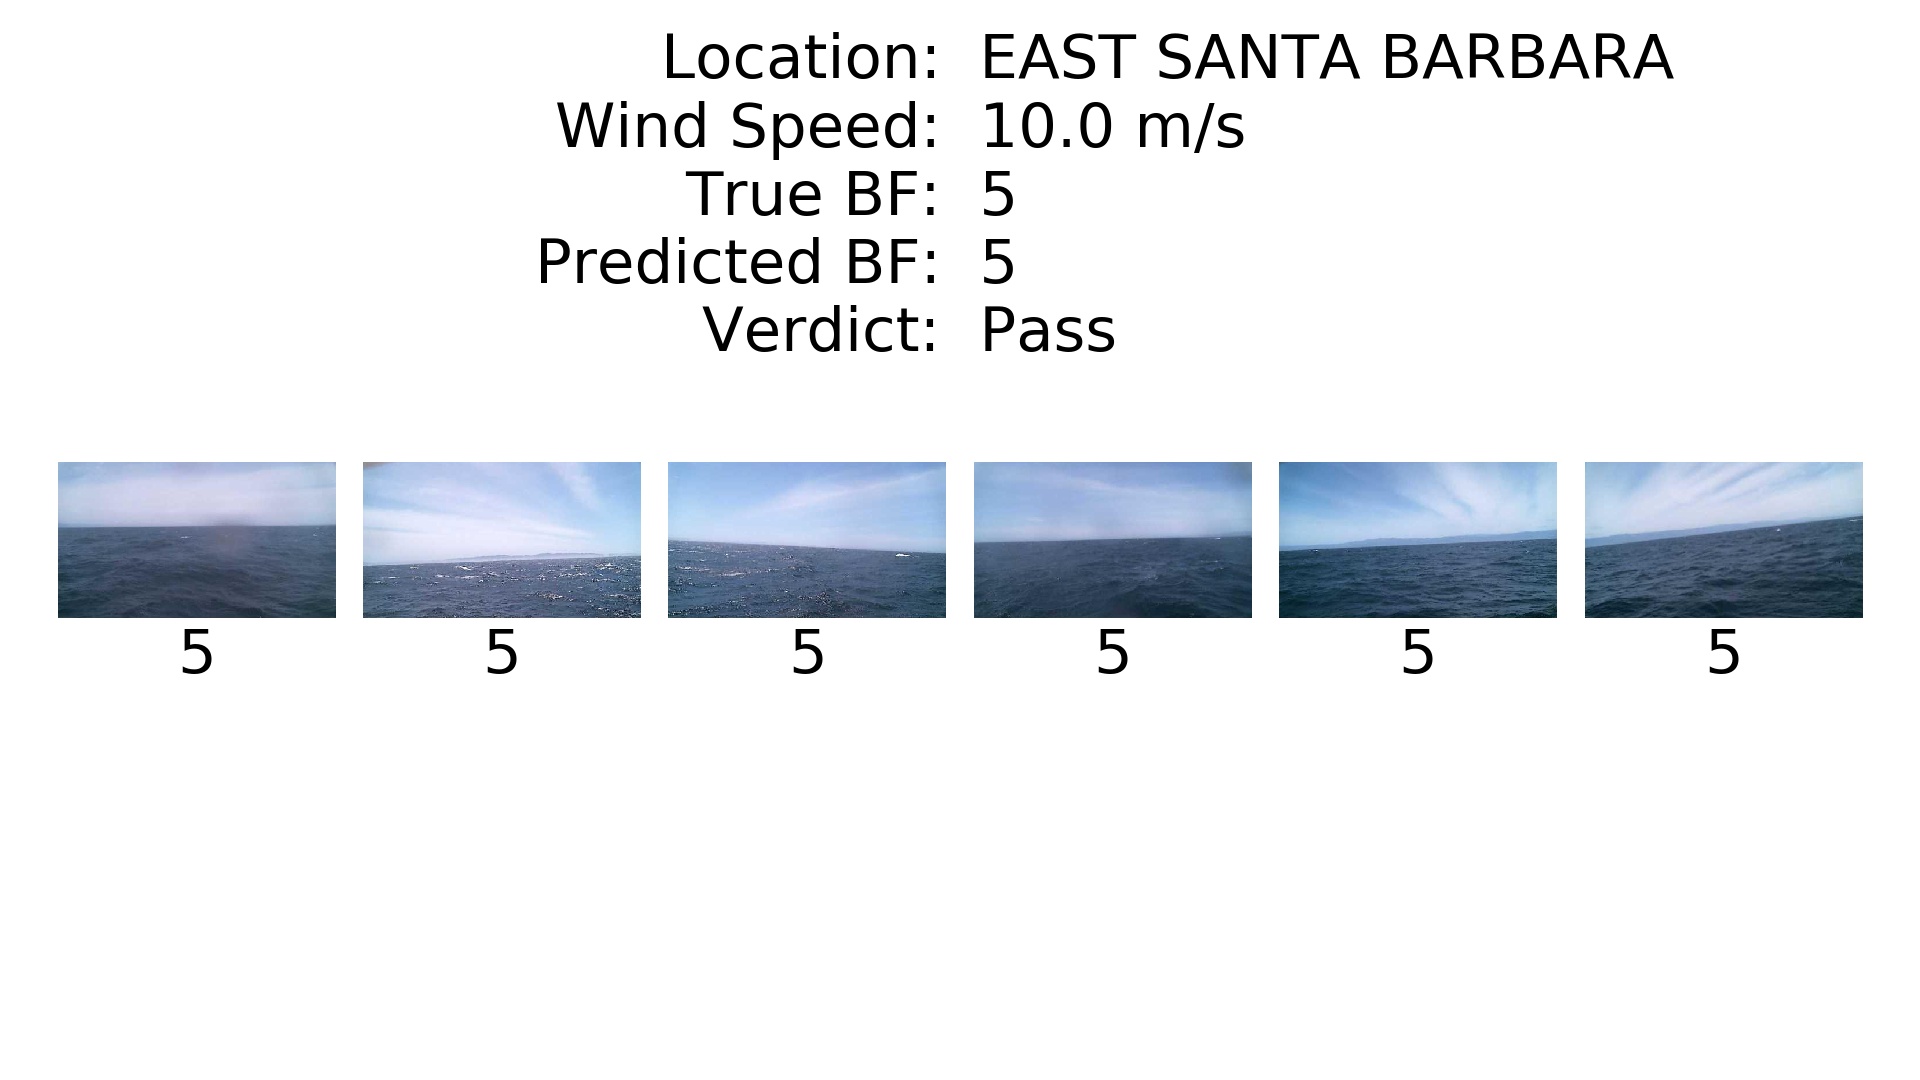 Location: EAST SANTA BARBARA
Wind Speed: 10.0 m/s
True BF: 5
Predicted BF: 5
Verdict: Pass
5 5 5 5 5 5